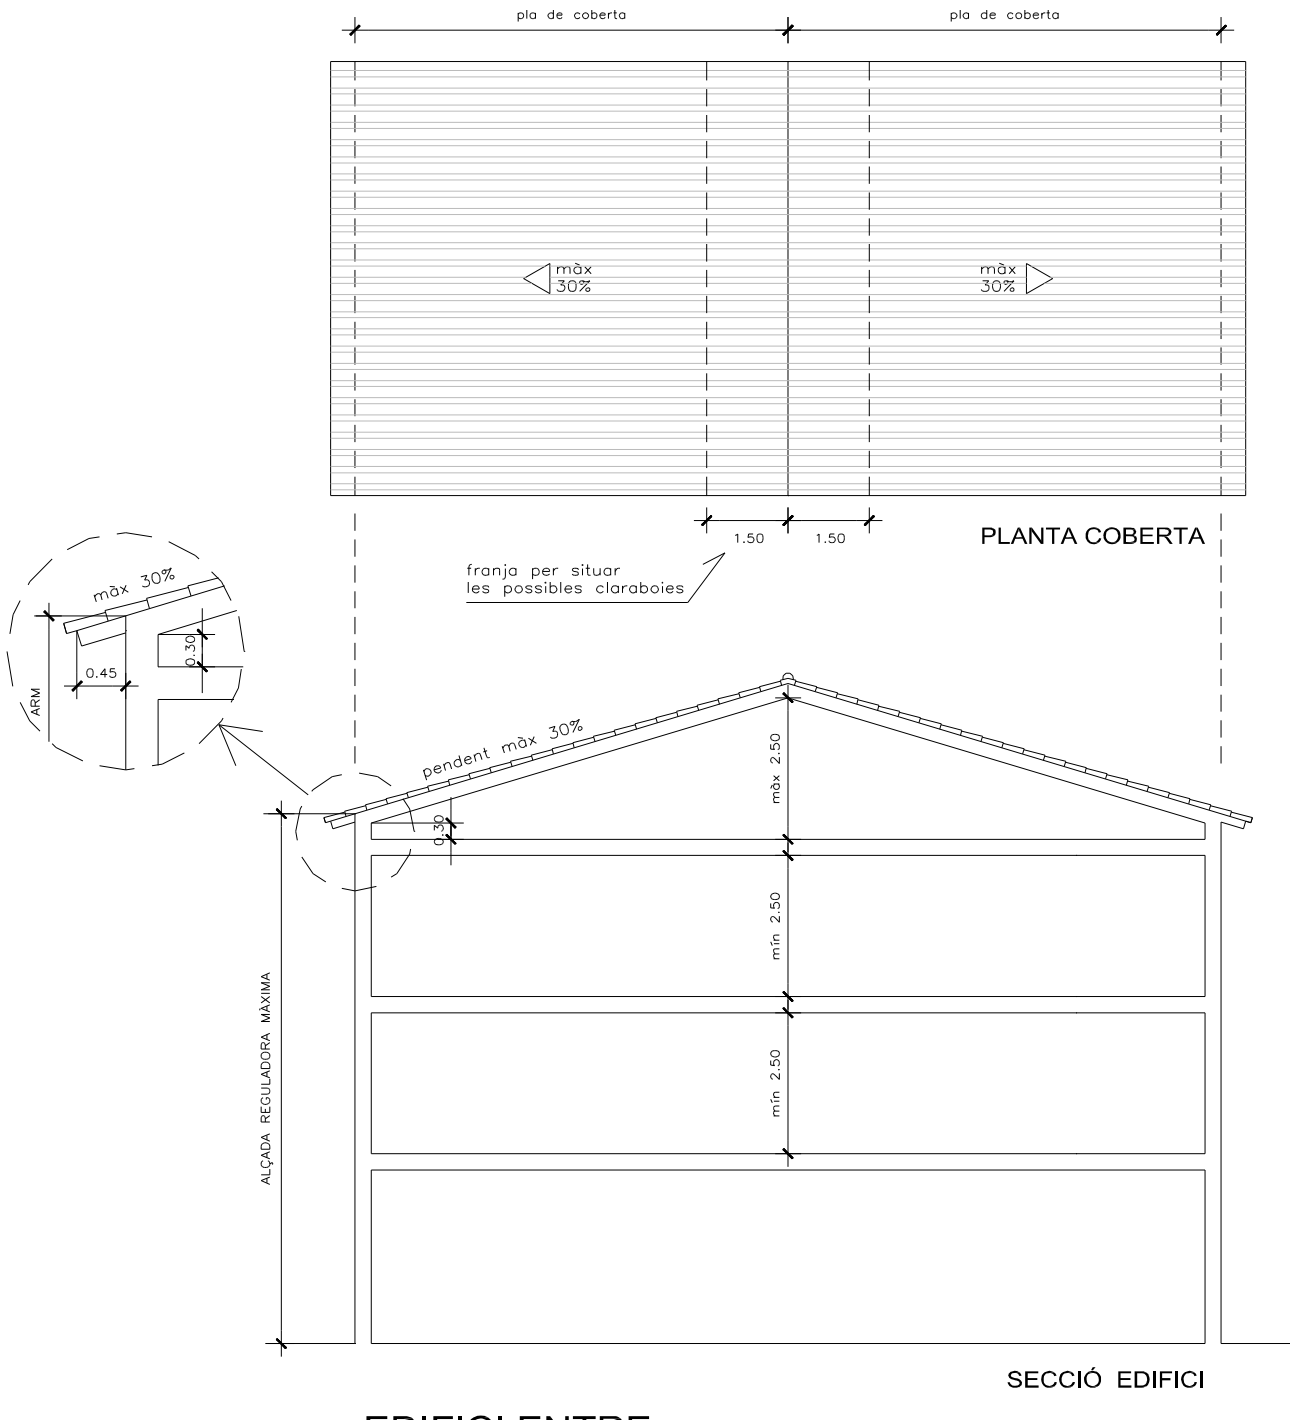 pla de coberta
pla de coberta
màx
30%
màx
30%
1.50
1.50
PLANTA COBERTA
franja per situar
les possibles claraboies
màx 30%
0.30
0.45
ARM
pendent màx 30%
màx 2.50
0.30
mín 2.50
mín 2.50
ALÇADA REGULADORA MÀXIMA
SECCIÓ EDIFICI
EDIFICI ENTRE